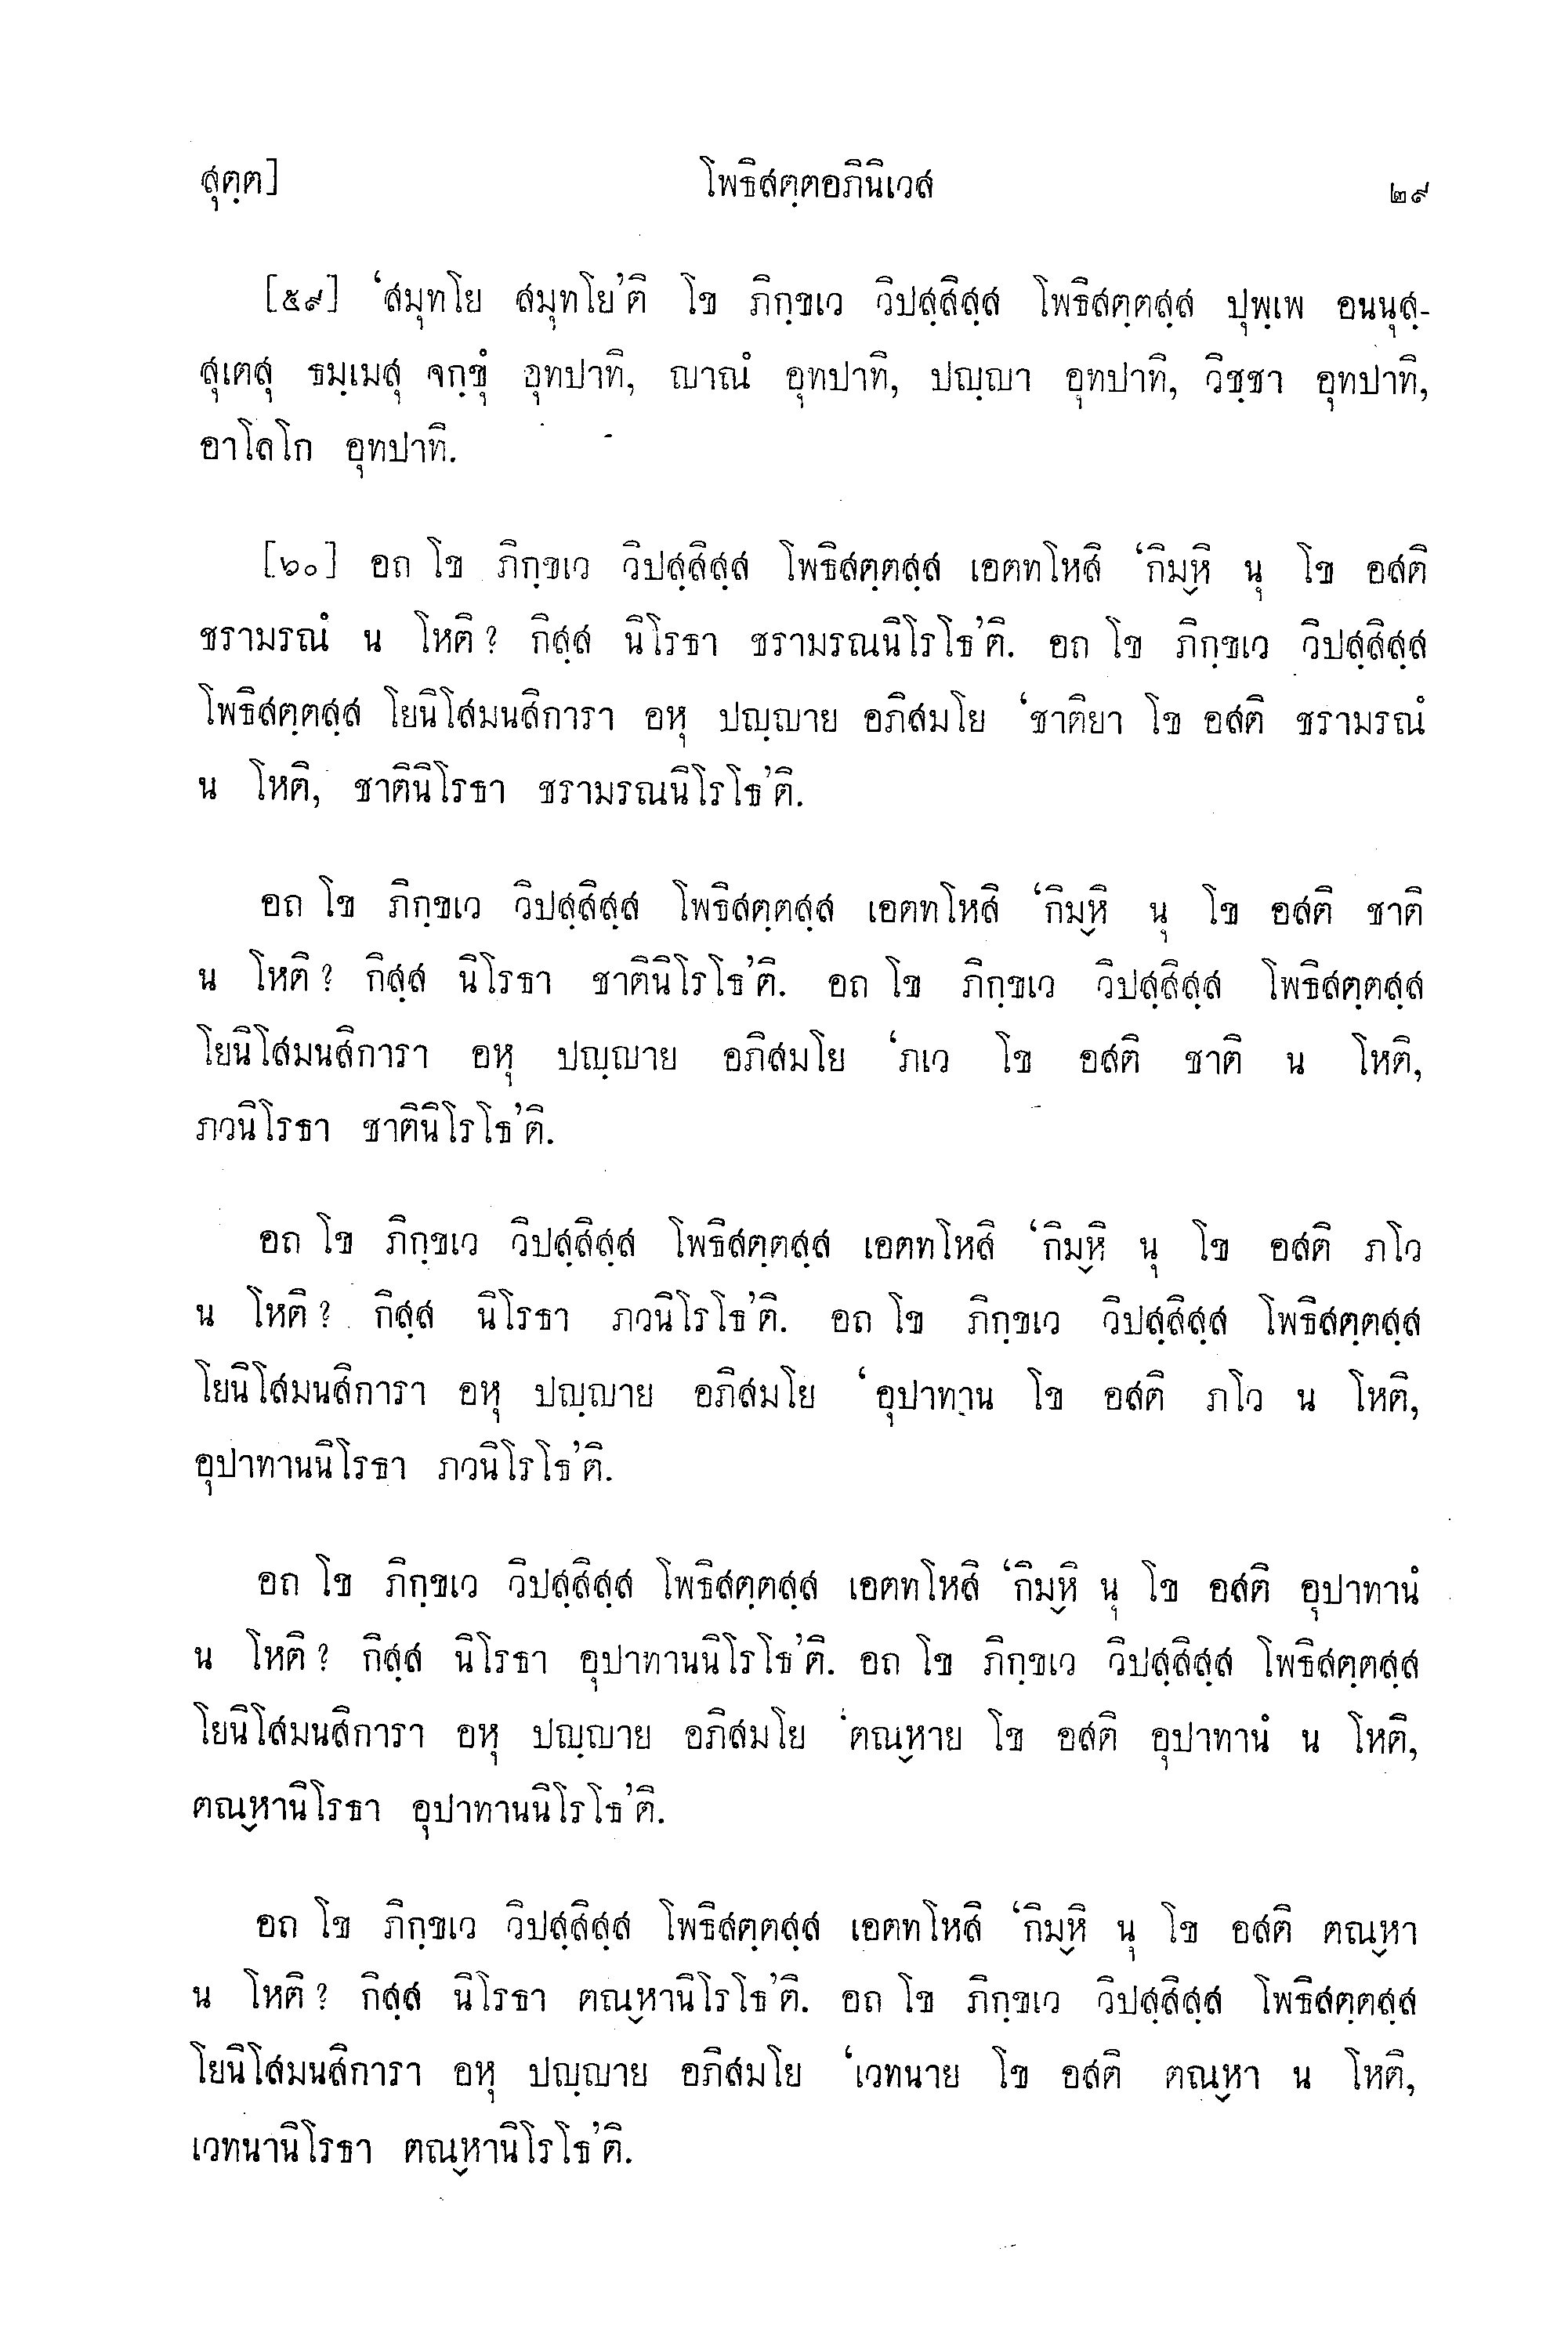 สุตฺต]
โพธิสตฺตอภินิเวส
๒๙
[๕๙] ‘สมุทโย สมุทโย’ติ โข ภิกฺขเว วิปสฺสิสฺส โพธิสตฺตสฺส ปุพฺเพ อนนุสฺ-
สุเตสุ ธมฺเมสุ จกฺขุํ อุทปาทิ, ญาณํ อุทปาทิ, ปญฺญา อุทปาทิ, วิชฺชา อุทปาทิ,
อาโลโก อุทปาทิ.
[๖๐] อถ โข ภิกฺขเว วิปสฺสิสฺส โพธิสตฺตสฺส เอตทโหสิ ‘กิมฺหิ นุ โข อสติ
ชรามรณํ น โหติ? กิสฺส นิโรธา ชรามรณนิโรโธ’ติ. อถ โข ภิกฺขเว วิปสฺสิสฺส
โพธิสตฺตสฺส โยนิโสมนสิการา อหุ ปญฺญาย อภิสมโย ‘ชาติยา โข อสติ ชรามรณํ
น โหติ, ชาตินิโรธา ชรามรณนิโรโธ’ติ.
อถ โข ภิกฺขเว วิปสฺสิสฺส โพธิสตฺตสฺส เอตทโหสิ ‘กิมฺหิ นุ โข อสติ ชาติ
น โหติ? กิสฺส นิโรธา ชาตินิโรโธ’ติ. อถ โข ภิกฺขเว วิปสฺสิสฺส โพธิสตฺตสฺส
โยนิโสมนสิการา อหุ ปญฺญาย อภิสมโย ‘ภเว โข อสติ ชาติ น โหติ,
ภวนิโรธา ชาตินิโรโธ’ติ.
อถ โข ภิกฺขเว วิปสฺสิสฺส โพธิสตฺตสฺส เอตทโหสิ ‘กิมฺหิ นุ โข อสติ ภโว
น โหติ? กิสฺส นิโรธา ภวนิโรโธ’ติ. อถ โข ภิกฺขเว วิปสฺสิสฺส โพธิสตฺตสฺส
โยนิโสมนสิการา อหุ ปญฺญาย อภิสมโย ‘อุปาทาน โข อสติ ภโว น โหติ,
อุปาทานนิโรธา ภวนิโรโธ’ติ.
อถ โข ภิกฺขเว วิปสฺสิสฺส โพธิสตฺตสฺส เอตทโหสิ ‘กิมฺหิ นุ โข อสติ อุปาทานํ
น โหติ? กิสฺส นิโรธา อุปาทานนิโรโธ’ติ. อถ โข ภิกฺขเว วิปสฺสิสฺส โพธิสตฺตสฺส
โยนิโสมนสิการา อหุ ปญฺญาย อภิสมโย ‘ตณฺหาย โข อสติ อุปาทานํ น โหติ,
ตณฺหานิโรธา อุปาทานนิโรโธ’ติ.
อถ โข ภิกฺขเว วิปสฺสิสฺส โพธิสตฺตสฺส เอตทโหสิ ‘กิมฺหิ นุ โข อสติ ตณฺหา
น โหติ? กิสฺส นิโรธา ตณฺหานิโรโธ’ติ. อถ โข ภิกฺขเว วิปสฺสิสฺส โพธิสตฺตสฺส
โยนิโสมนสิการา อหุ ปญฺญาย อภิสมโย ‘เวทนาย โข อสติ ตณฺหา น โหติ,
เวทนานิโรธา ตณฺหานิโรโธ’ติ.